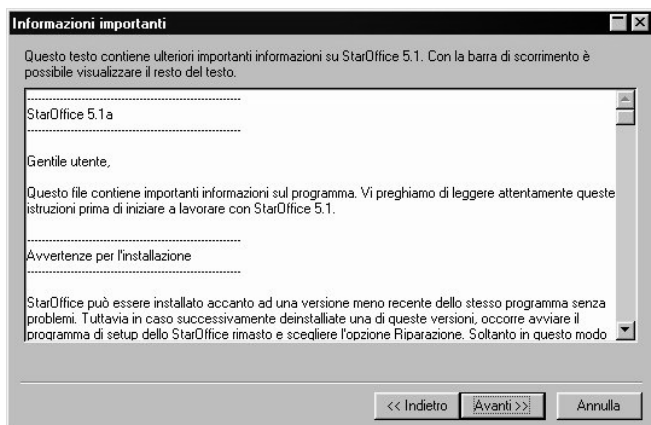 Informazioni importanti
Questo testo contiene ulteriori importanti informazioni su StarOffice 5.1. Con la barra di scorrimento è
possibile visualizzare il resto del testo.
------------------------------------------------------------
StarOffice 5.1a
------------------------------------------------------------
Gentile utente,
Questo file contiene importanti informazioni sul programma. Vi preghiamo di leggere attentamente queste
istruzioni prima di iniziare a lavorare con StarOffice 5.1.
------------------------------------------------------------
Avvertenze per l'installazione
------------------------------------------------------------
StarOffice può essere installato accanto ad una versione meno recente dello stesso programma senza
problemi. Tuttavia in caso successivamente deinstallate una di queste versioni, occorre avviare il
programma di setup dello StarOffice rimasto e scegliere l'opzione Riparazione. Soltanto in questo modo
<< Indietro Avanti >> Annulla